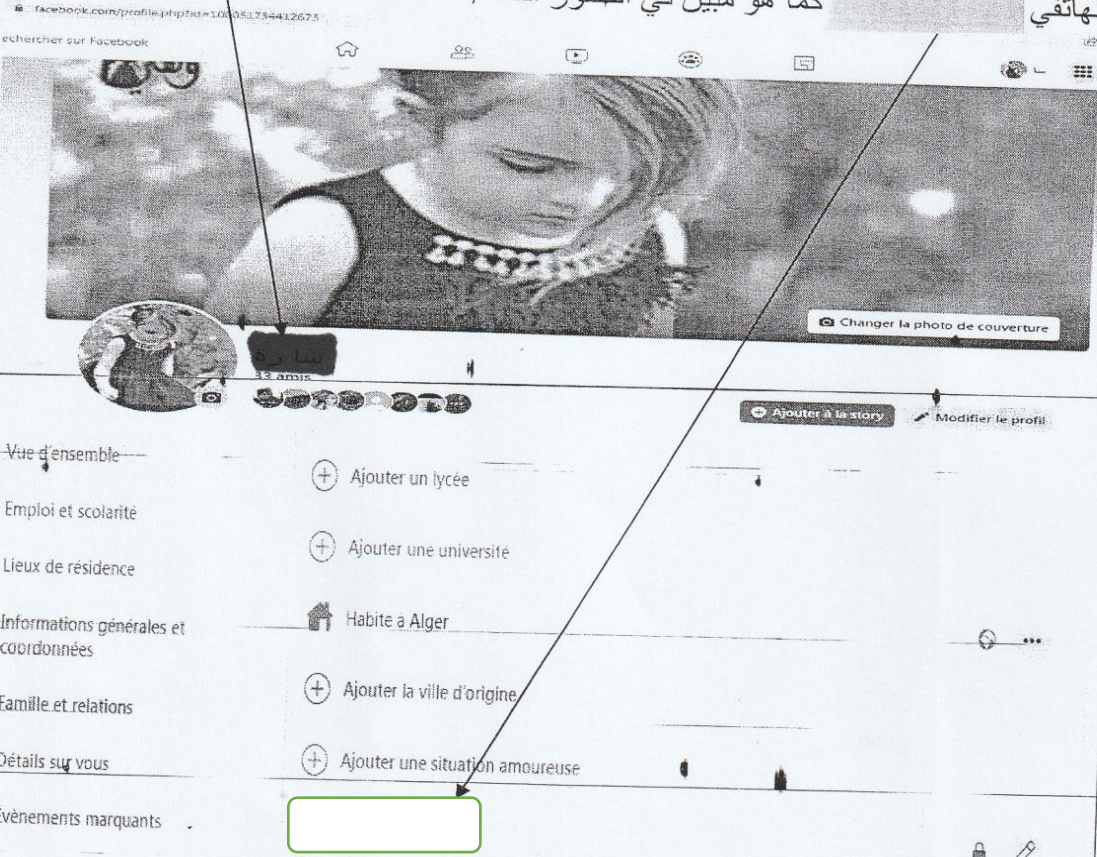 كما هو مبين في الصور
هاتفي
facebook.com/profile.php?id=100051734412673
echercher sur Facebook
Changer la photo de couverture
سارة
33 amis
Ajouter à la story
Modifier le profil
Vue d'ensemble
Ajouter un lycée
Emploi et scolarité
Ajouter une université
Lieux de résidence
Habite à Alger
Informations générales et
coordonnées
Ajouter la ville d'origine
Famille et relations
Ajouter une situation amoureuse
Détails sur vous
Évènements marquants